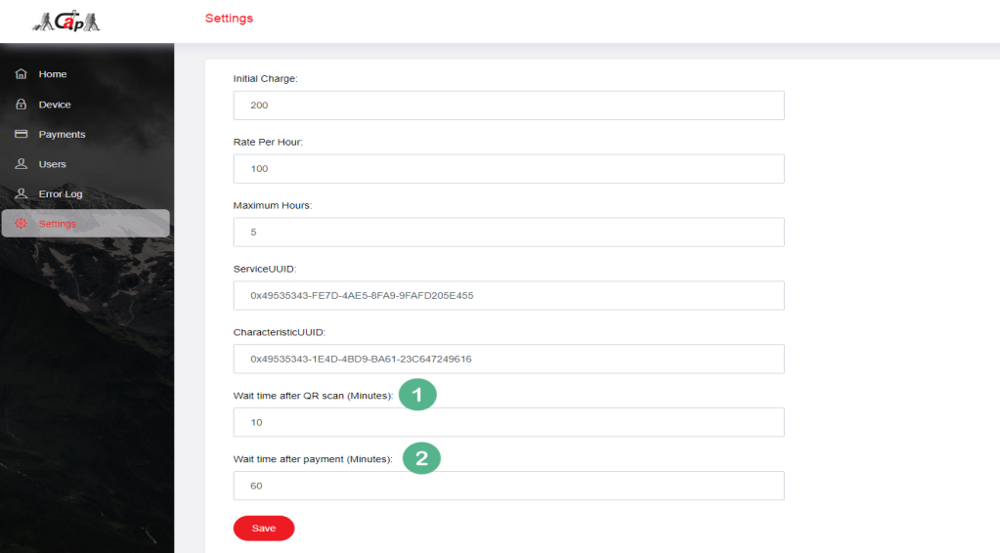 Cap
Settings
Home
Device
Payments
Users
Error Log
Settings
Initial Charge:
200
Rate Per Hour:
100
Maximum Hours:
5
ServiceUUID:
0x49535343-FE7D-4AE5-8FA9-9FAFD205E455
CharacteristicUUID:
0x49535343-1E4D-4BD9-BA61-23C647249616
Wait time after QR scan (Minutes): 1
10
Wait time after payment (Minutes): 2
60
Save